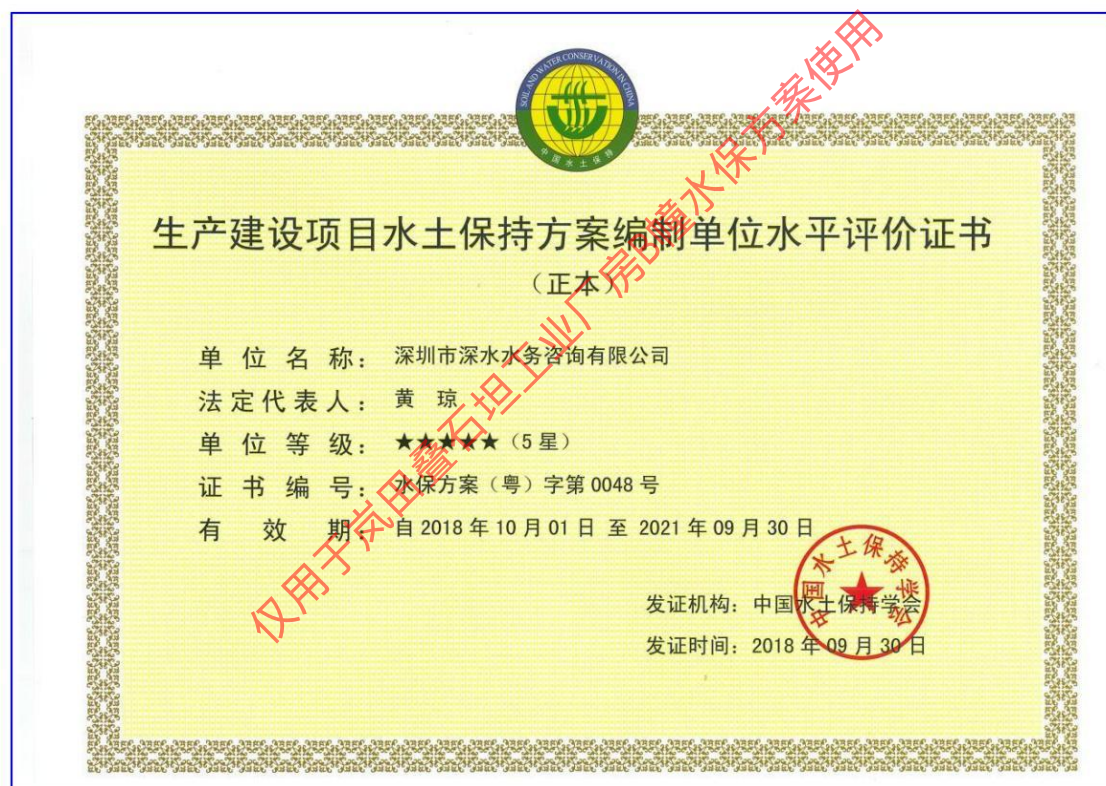 SOIL AND WATER CONSERVATION IN CHINA
中国水土保持
生产建设项目水土保持方案编制单位水平评价证书
（正本）
单位名称：深圳市深水水务咨询有限公司
法定代表人：黄 琼
单位等级：★★★★★（5星）
证书编号：水保方案（粤）字第0048号
有效期：自2018年10月01日 至 2021年09月30日
发证机构：中国水土保持学会
发证时间：2018年09月30日
中国水土保持学会
仅用于岚田叠石坦工业厂房B幢水保方案使用